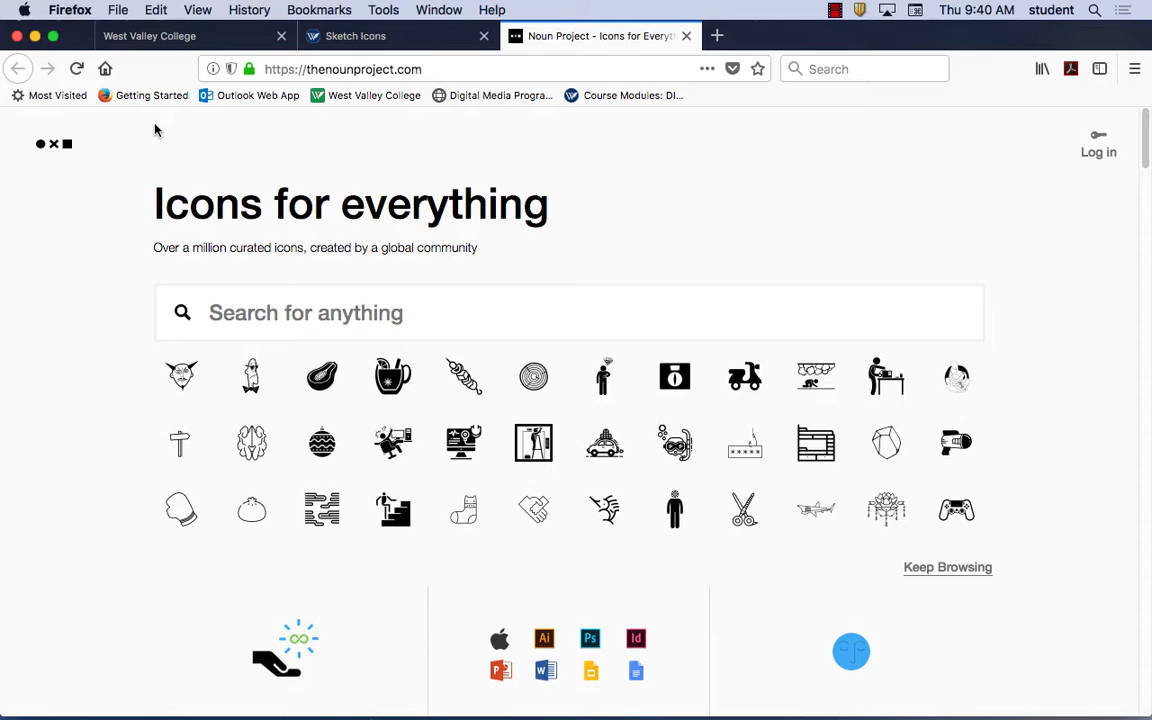 Firefox File Edit View History Bookmarks Tools Window Help Thu 9:40 AM student
West Valley College Sketch Icons Noun Project - Icons for Everyt
https://thenounproject.com Search
Most Visited Getting Started Outlook Web App West Valley College Digital Media Progra... Course Modules: DI...
Log in
Icons for everything
Over a million curated icons, created by a global community
Search for anything
Keep Browsing
Ai Ps Id
P W